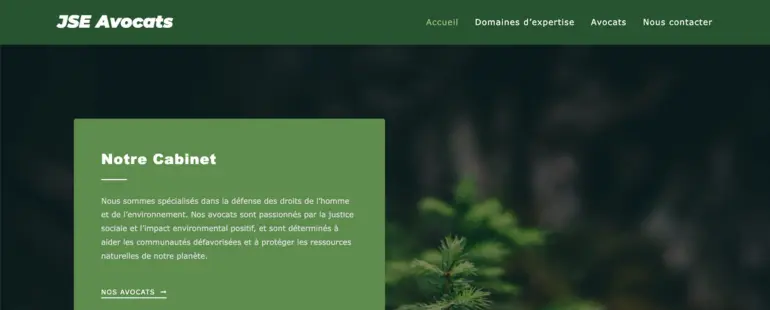 JSE Avocats
Accueil Domaines d'expertise Avocats Nous contacter
Notre Cabinet
Nous sommes spécialisés dans la défense des droits de l'homme
et de l'environnement. Nos avocats sont passionnés par la justice
sociale et l'impact environmental positif, et sont déterminés à
aider les communautés défavorisées et à protéger les ressources
naturelles de notre planète.
NOS AVOCATS →